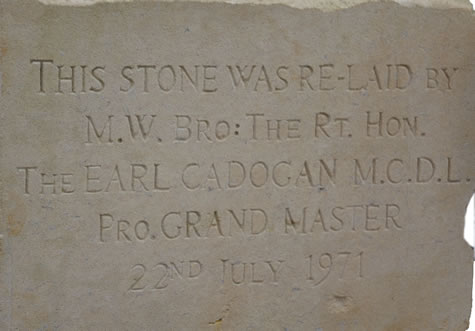 THIS STONE WAS RE-LAID BY
M.W. BRO: THE RT. HON.
THE EARL CADOGAN M.C.D.L.
PRO. GRAND MASTER
22ND JULY 1971